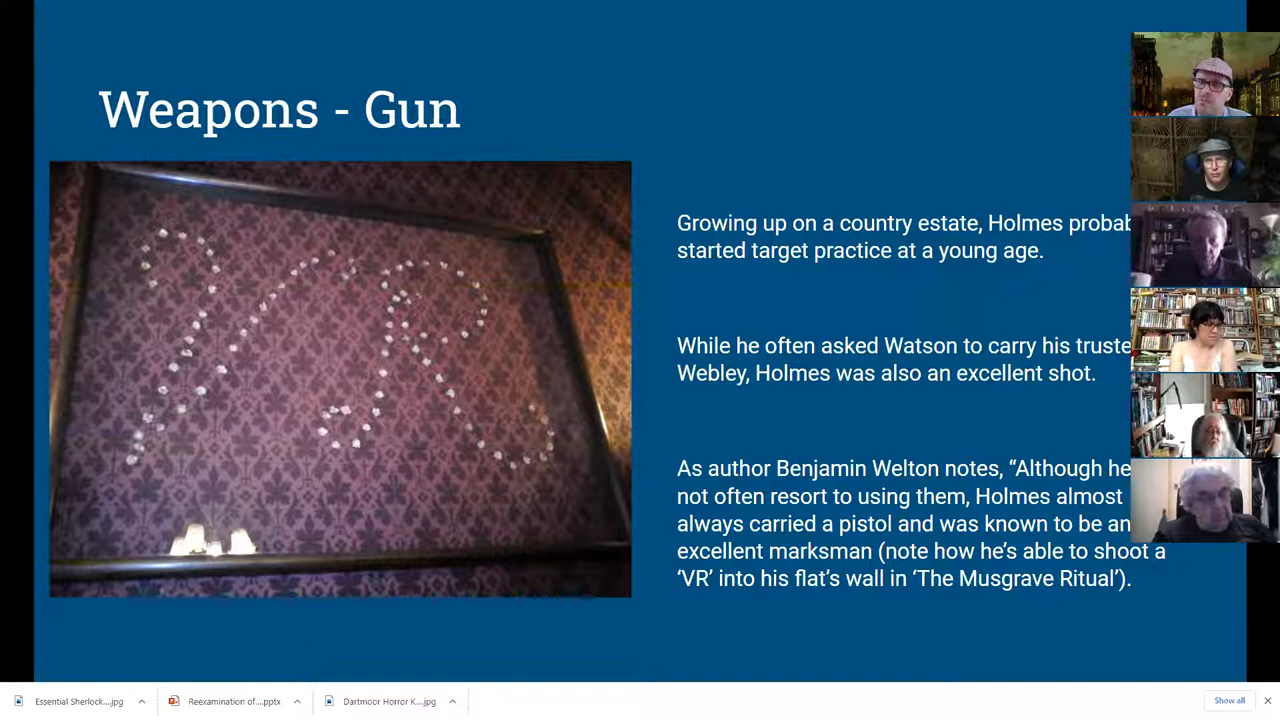 Weapons - Gun
VR
Growing up on a country estate, Holmes
started target practice at a young age.
While he often asked Watson to carry his
Webley, Holmes was also an excellent shot.
As author Benjamin Welton notes, “Although he
not often resort to using them, Holmes almost
always carried a pistol and was known to be an
excellent marksman (note how he’s able to shoot a
‘VR’ into his flat’s wall in ‘The Musgrave Ritual’).
Essential Sherlock....jpg
Reexamination of....pptx
Dartmoor Horror K....jpg
Show all